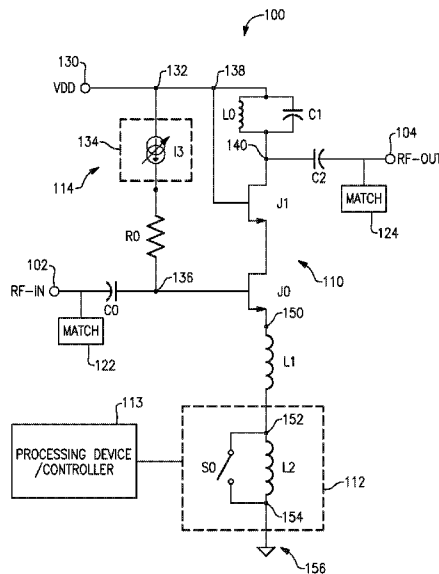 100
130
VDD
132
138
134
I3
L0
C1
140
104
RF-OUT
C2
114
J1
MATCH
124
R0
102
136
110
RF-IN
C0
J0
150
MATCH
122
L1
113
PROCESSING DEVICE
/CONTROLLER
152
S0
L2
112
154
156